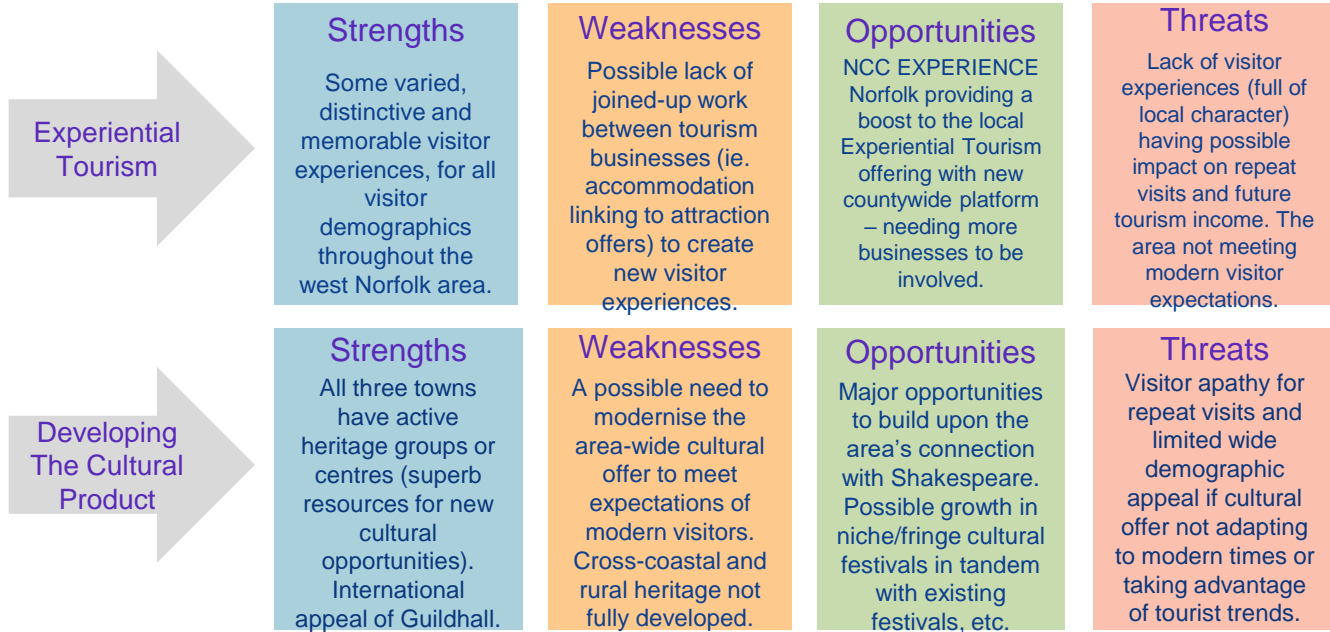 Experiential
Tourism
Strengths
Some varied,
distinctive and
memorable visitor
experiences, for all
visitor
demographics
throughout the
west Norfolk area.
Weaknesses
Possible lack of
joined-up work
between tourism
businesses (ie.
accommodation
linking to attraction
offers) to create
new visitor
experiences.
Opportunities
NCC EXPERIENCE
Norfolk providing a
boost to the local
Experiential Tourism
offering with new
countywide platform
– needing more
businesses to be
involved.
Threats
Lack of visitor
experiences (full of
local character)
having possible
impact on repeat
visits and future
tourism income. The
area not meeting
modern visitor
expectations.
Developing
The Cultural
Product
Strengths
All three towns
have active
heritage groups or
centres (superb
resources for new
cultural
opportunities).
International
appeal of Guildhall.
Weaknesses
A possible need to
modernise the
area-wide cultural
offer to meet
expectations of
modern visitors.
Cross-coastal and
rural heritage not
fully developed.
Opportunities
Major opportunities
to build upon the
area’s connection
with Shakespeare.
Possible growth in
niche/fringe cultural
festivals in tandem
with existing
festivals, etc.
Threats
Visitor apathy for
repeat visits and
limited wide
demographic
appeal if cultural
offer not adapting
to modern times or
taking advantage
of tourist trends.